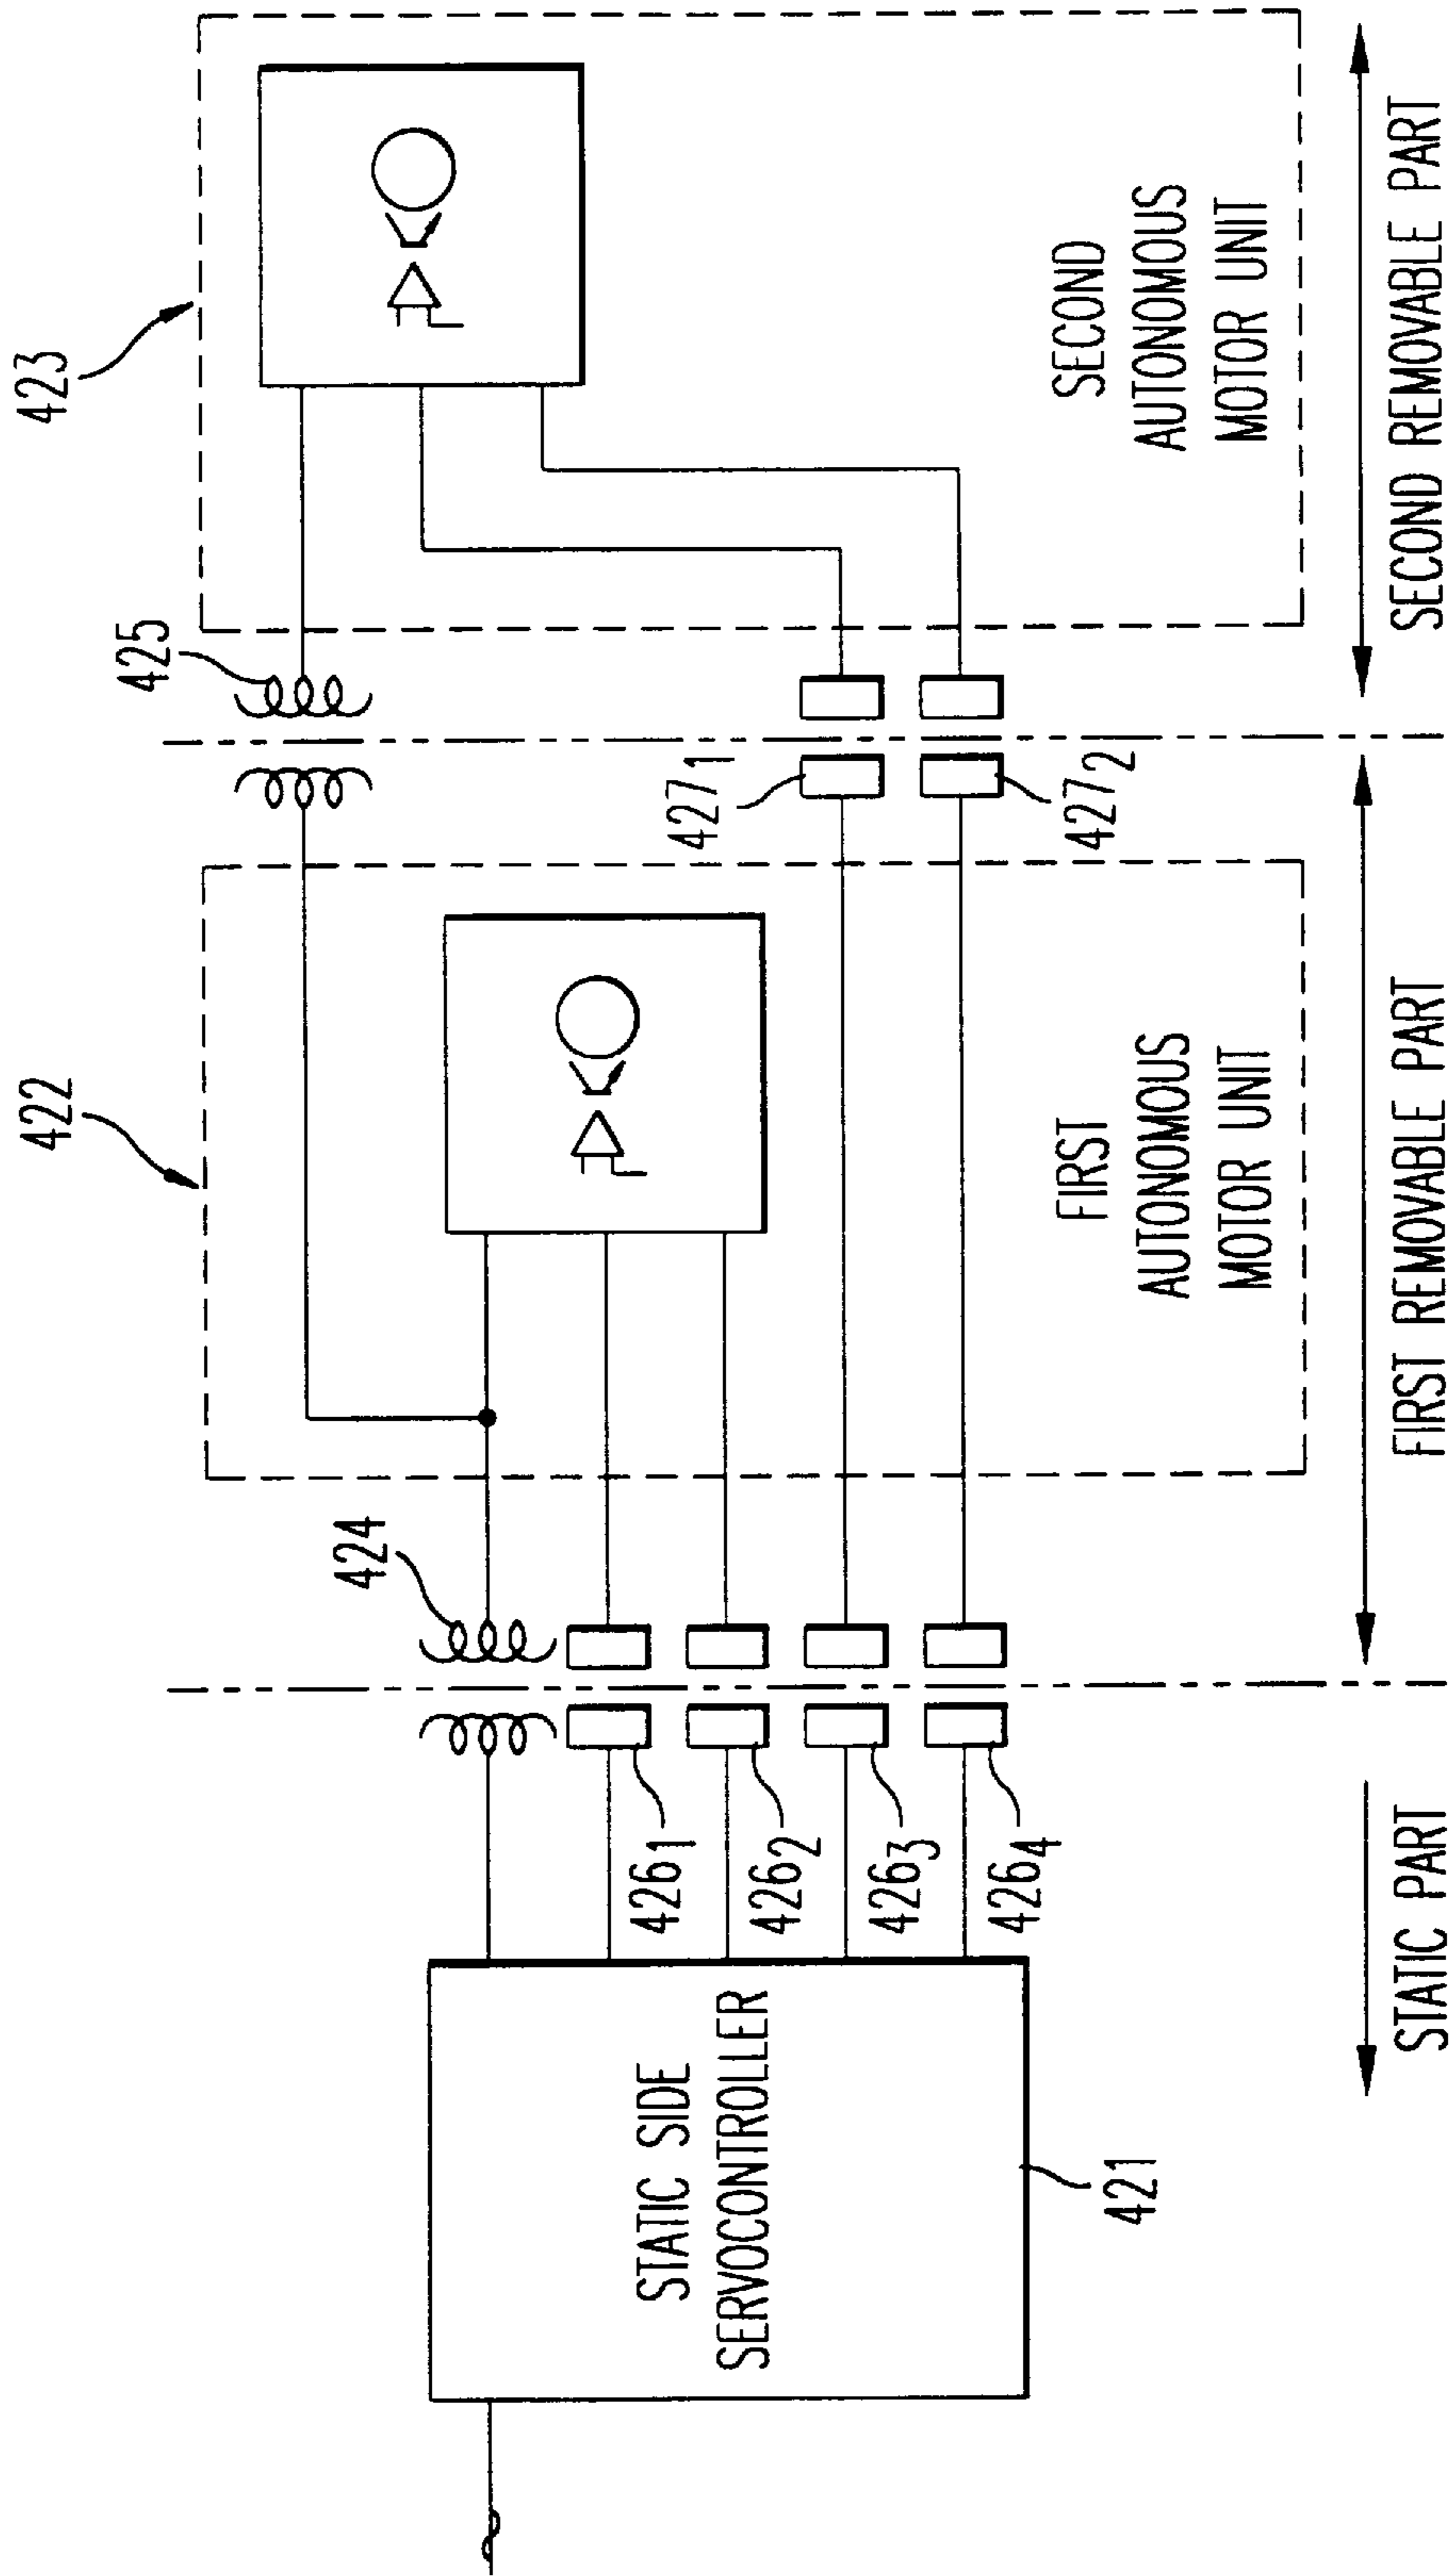 423
422
425
424
427₁
427₂
426₁
426₂
426₃
426₄
STATIC SIDE
SERVOCONTROLLER
421
FIRST
AUTONOMOUS
MOTOR UNIT
SECOND
AUTONOMOUS
MOTOR UNIT
STATIC PART
FIRST REMOVABLE PART
SECOND REMOVABLE PART